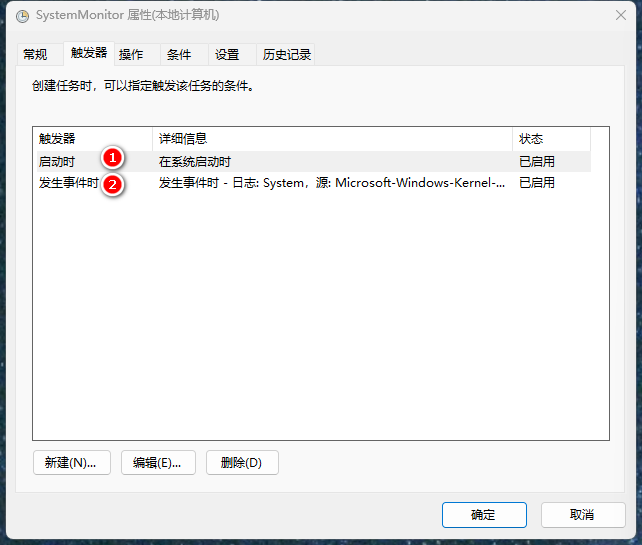 SystemMonitor 属性(本地计算机)
常规 触发器 操作 条件 设置 历史记录
创建任务时，可以指定触发该任务的条件。
触发器 详细信息 状态
启动时 1 在系统启动时 已启用
发生事件时 2 发生事件时 - 日志: System，源: Microsoft-Windows-Kernel-... 已启用
新建(N)... 编辑(E)... 删除(D)
确定 取消